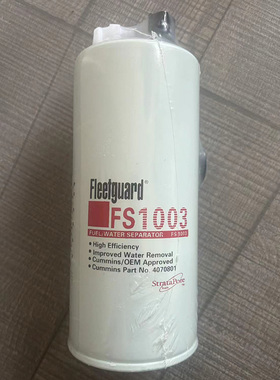 Fleetguard®
FS1003
FUEL/WATER SEPARATOR
• High Efficiency
• Improved Water Removal
• Cummins/OEM Approved
• Cummins Part No 4070801
StrataPore